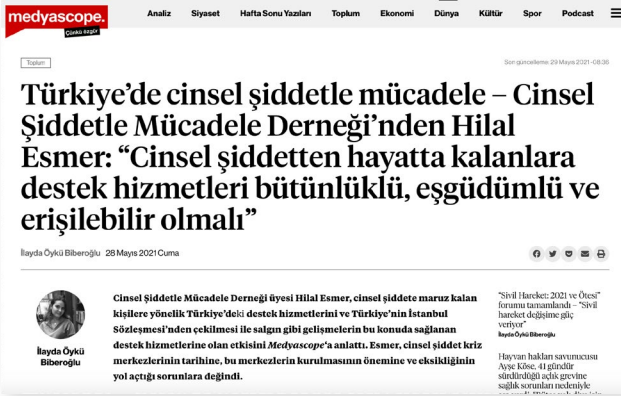 medyascope.
Çünkü özgür
Analiz Siyaset Hafta Sonu Yazıları Toplum Ekonomi Dünya Kültür Spor Podcast
Toplum
Son güncelleme 29 Mayıs 2021 - 08:36
Türkiye’de cinsel şiddetle mücadele – Cinsel
Şiddetle Mücadele Derneği’nden Hilal
Esmer: “Cinsel şiddetten hayatta kalanlara
destek hizmetleri bütünlüklü, eşgüdümlü ve
erişilebilir olmalı”
İlayda Öykü Biberoğlu 28 Mayıs 2021 Cuma
İlayda Öykü
Biberoğlu
Cinsel Şiddetle Mücadele Derneği üyesi Hilal Esmer, cinsel şiddete maruz kalan
kişilere yönelik Türkiye’deki destek hizmetlerini ve Türkiye’nin İstanbul
Sözleşmesi’nden çekilmesi ile salgın gibi gelişmelerin bu konuda sağlanan
destek hizmetlerine olan etkisini Medyascope‘a anlattı. Esmer, cinsel şiddet kriz
merkezlerinin tarihine, bu merkezlerin kurulmasının önemine ve eksikliğinin
yol açtığı sorunlara değindi.
“Sivil Hareket: 2021 ve Ötesi”
forumu tamamlandı – “Sivil
hareket değişime güç
veriyor”
İlayda Öykü Biberoğlu
Hayvan hakları savunucusu
Ayşe Köse, 41 gündür
sürdürdüğü açlık grevine
sağlık sorunları nedeniyle